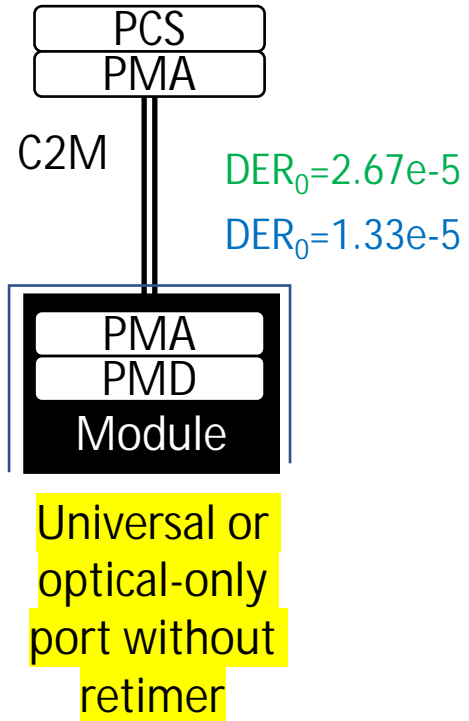 PCS
PMA
C2M
DER₀=2.67e-5
DER₀=1.33e-5
PMA
PMD
Module
Universal or
optical-only
port without
retimer